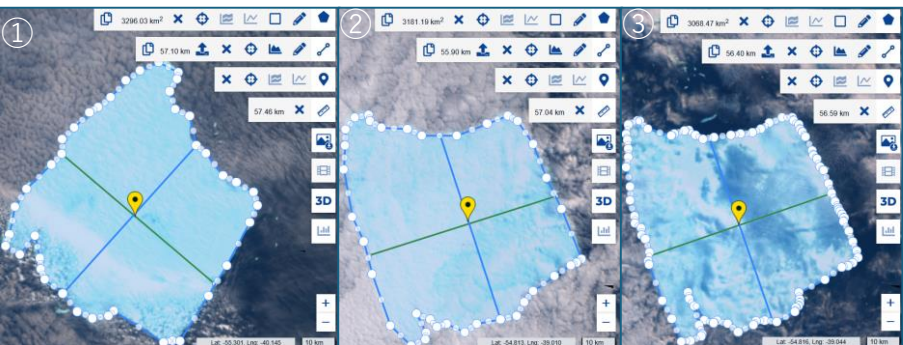 ①
3296.03 km²
57.10 km
57.46 km
3D
Lat: -55.301, Lng: -40.145
10 km
②
3181.19 km²
55.90 km
57.04 km
3D
Lat: -54.813, Lng: -39.010
10 km
③
3068.47 km²
56.40 km
56.59 km
3D
Lat: -54.816, Lng: -39.044
10 km